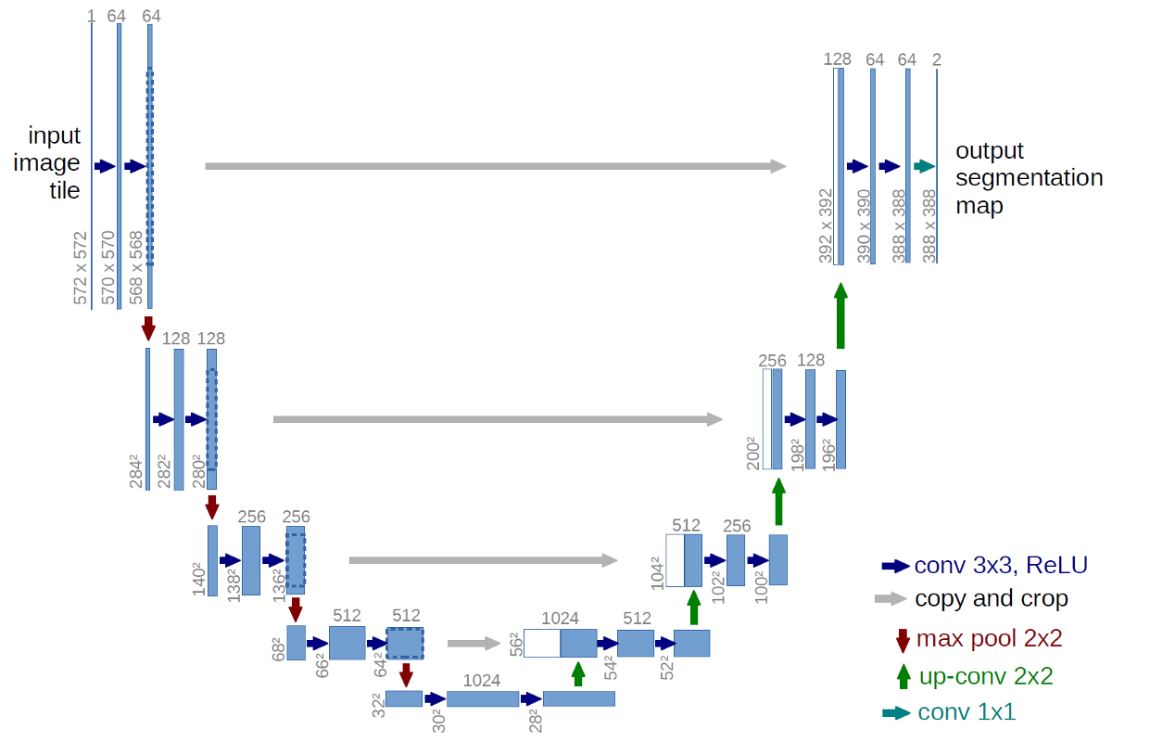 1 64 64
input
image
tile
572 x 572
570 x 570
568 x 568
128 64 64 2
output
segmentation
map
392 x 392
390 x 390
388 x 388
388 x 388
128 128
284²
282²
280²
256 128
200²
198²
196²
256 256
140²
138²
136²
512 256
104²
102²
100²
512 512
68²
66²
64²
1024 512
56²
54²
52²
1024
32²
30²
28²
conv 3x3, ReLU
copy and crop
max pool 2x2
up-conv 2x2
conv 1x1